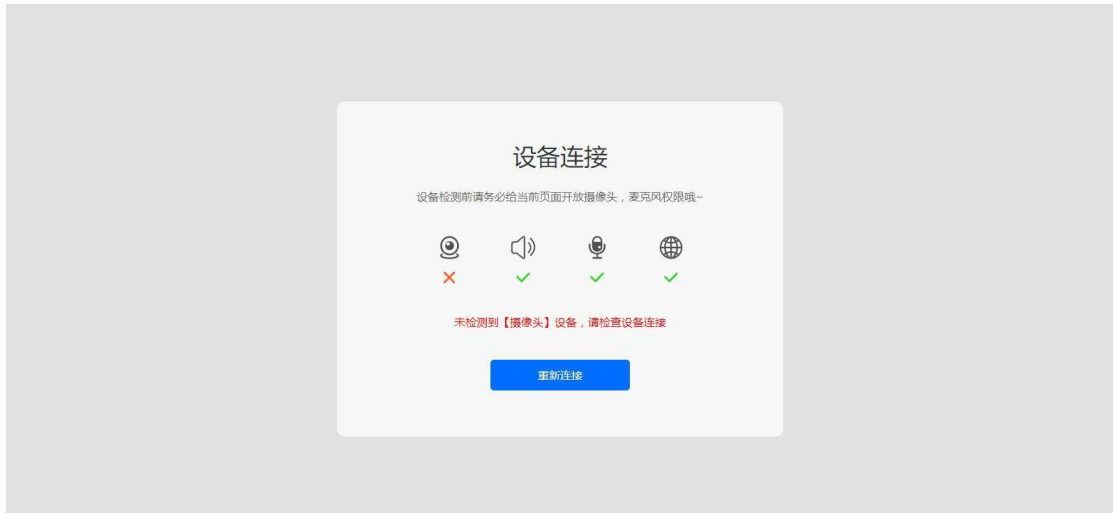 设备连接
设备检测前请务必给当前页面开放摄像头，麦克风权限哦~
未检测到【摄像头】设备，请检查设备连接
重新连接